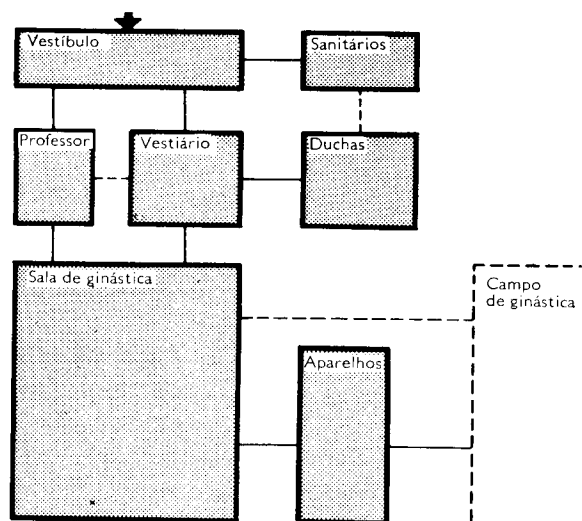 Vestíbulo
Sanitários
Professor
Vestiário
Duchas
Sala de ginástica
Campo
de ginástica
Aparelhos